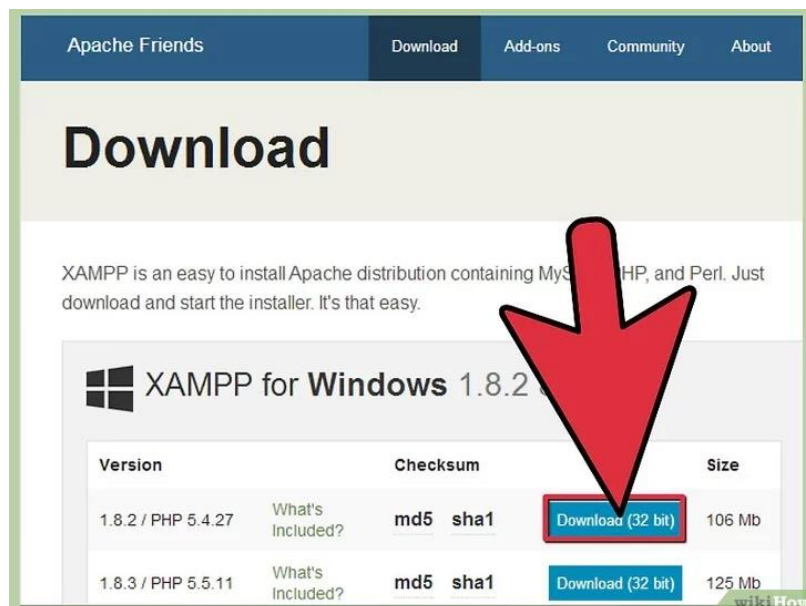 Apache Friends Download Add-ons Community About
Download
XAMPP is an easy to install Apache distribution containing HP, and Perl. Just
download and start the installer. It's that easy.
XAMPP for Windows 1.8.2
Version Checksum Size
1.8.2 / PHP 5.4.27 What's Included? md5 sha1 Download (32 bit) 106 Mb
1.8.3 / PHP 5.5.11 What's Included? md5 sha1 Download (32 bit) 125 Mb